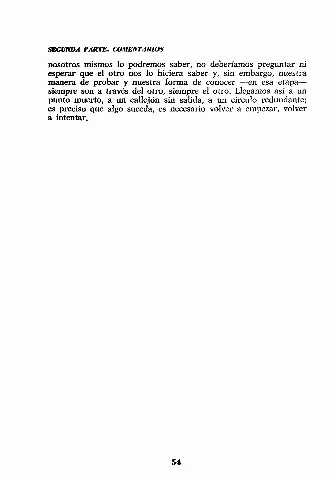 SEGUNDA PARTE. COMENTARIOS
nosotros mismos lo podremos saber, no deberíamos preguntar ni
esperar que el otro nos lo hiciera saber y, sin embargo, nuestra
manera de probar y nuestra forma de conocer —en esa etapa—
siempre son a través del otro, siempre el otro. Llegamos así a un
punto muerto, a un callejón sin salida, a un círculo redundante;
es preciso que algo suceda, es necesario volver a empezar, volver
a intentar.
54